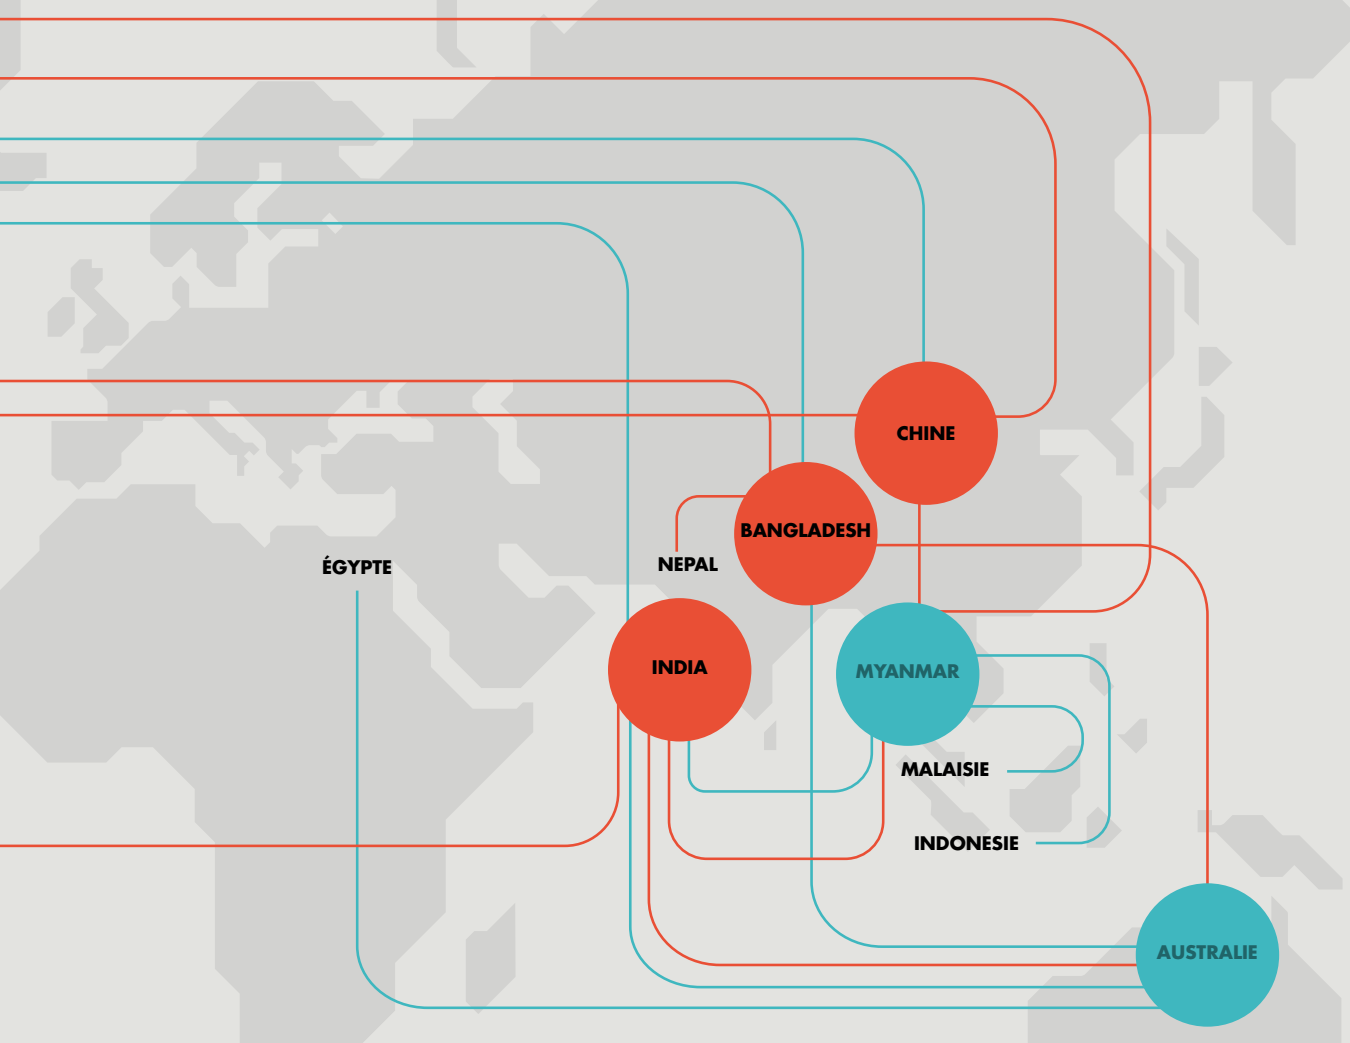 CHINE
BANGLADESH
NEPAL
ÉGYPTE
INDIA
MYANMAR
MALAISIE
INDONESIE
AUSTRALIE